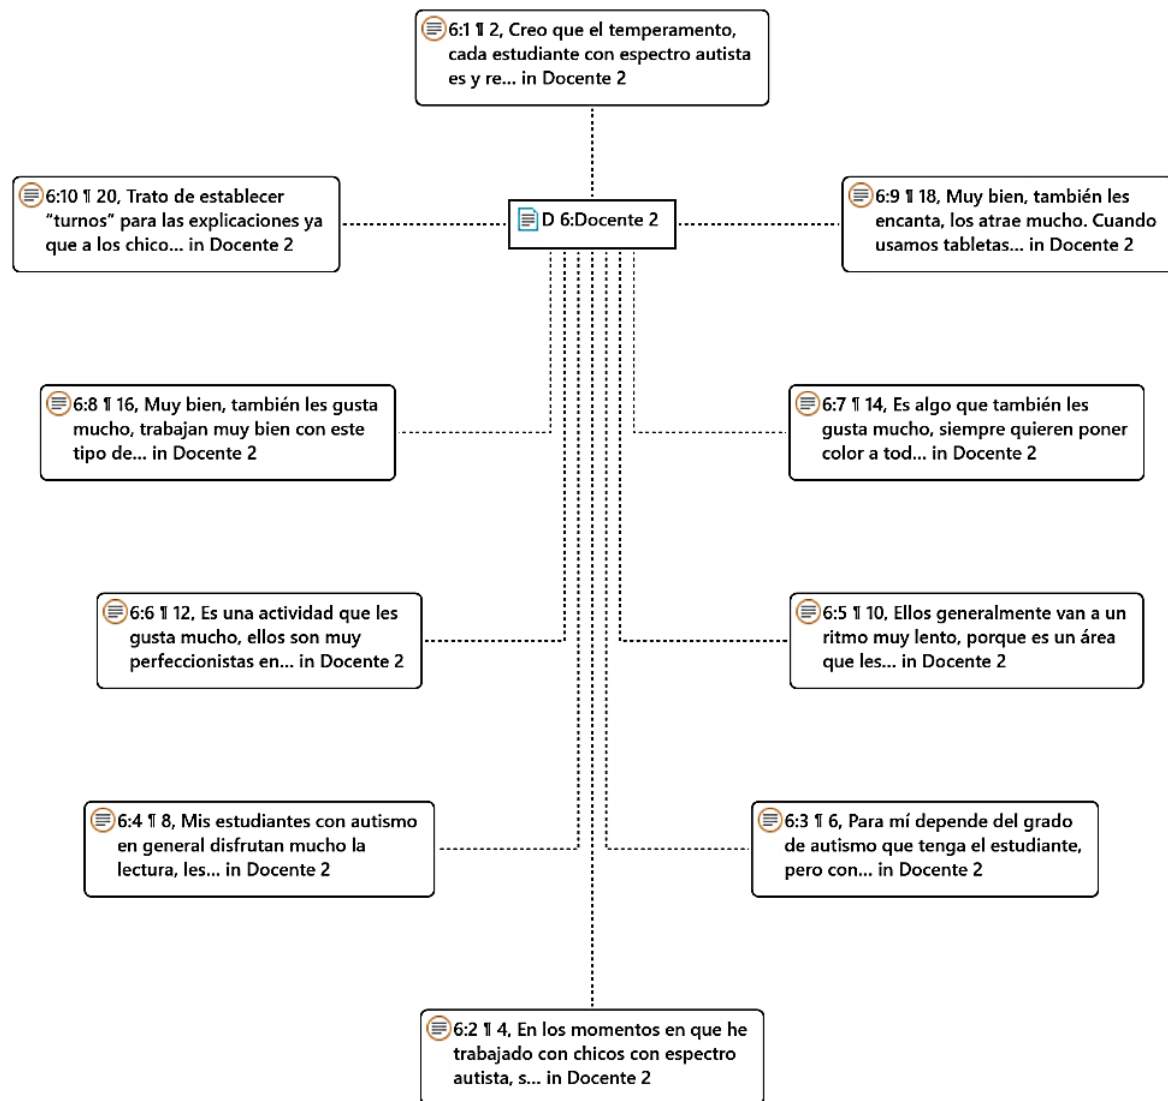 6:1 ¶ 2, Creo que el temperamento,
cada estudiante con espectro autista
es y re... in Docente 2
6:10 ¶ 20, Trato de establecer
“turnos” para las explicaciones ya
que a los chico... in Docente 2
D 6:Docente 2
6:9 ¶ 18, Muy bien, también les
encanta, los atrae mucho. Cuando
usamos tabletas... in Docente 2
6:8 ¶ 16, Muy bien, también les gusta
mucho, trabajan muy bien con este
tipo de... in Docente 2
6:7 ¶ 14, Es algo que también les
gusta mucho, siempre quieren poner
color a tod... in Docente 2
6:6 ¶ 12, Es una actividad que les
gusta mucho, ellos son muy
perfeccionistas en... in Docente 2
6:5 ¶ 10, Ellos generalmente van a un
ritmo muy lento, porque es un área
que les... in Docente 2
6:4 ¶ 8, Mis estudiantes con autismo
en general disfrutan mucho la
lectura, les... in Docente 2
6:3 ¶ 6, Para mí depende del grado
de autismo que tenga el estudiante,
pero con... in Docente 2
6:2 ¶ 4, En los momentos en que he
trabajado con chicos con espectro
autista, s... in Docente 2